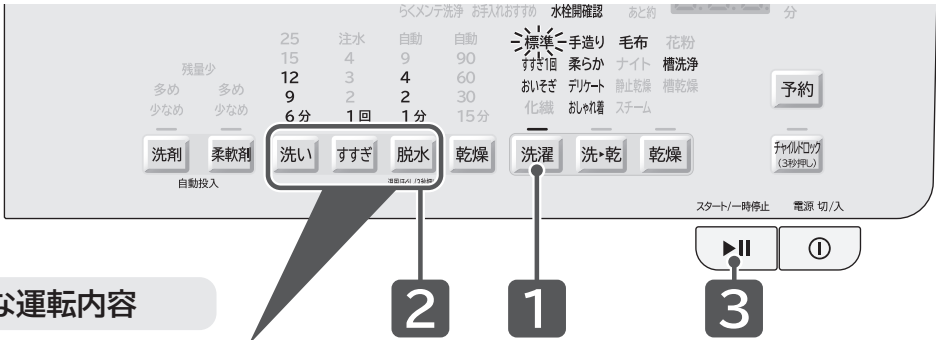 らくメンテ洗浄 お手入れおすすめ 水栓開確認 あと約 分
25 注水 自動 自動 標準 手造り 毛布 花粉
15 4 9 90 すすぎ1回 柔らか ナイト 槽洗浄
残量少 12 3 4 60 おいそぎ デリケート 静止乾燥 槽乾燥
多め 多め 9 2 2 30 化繊 おしゃれ着 スチーム
少なめ 少なめ 6分 1回 1分 15分
予約
洗剤 柔軟剤 洗い すすぎ 脱水 乾燥 洗濯 洗▸乾 乾燥 チャイルドロック
(3秒押し)
自動投入
スタート/一時停止 電源 切/入
な運転内容
2 1 3